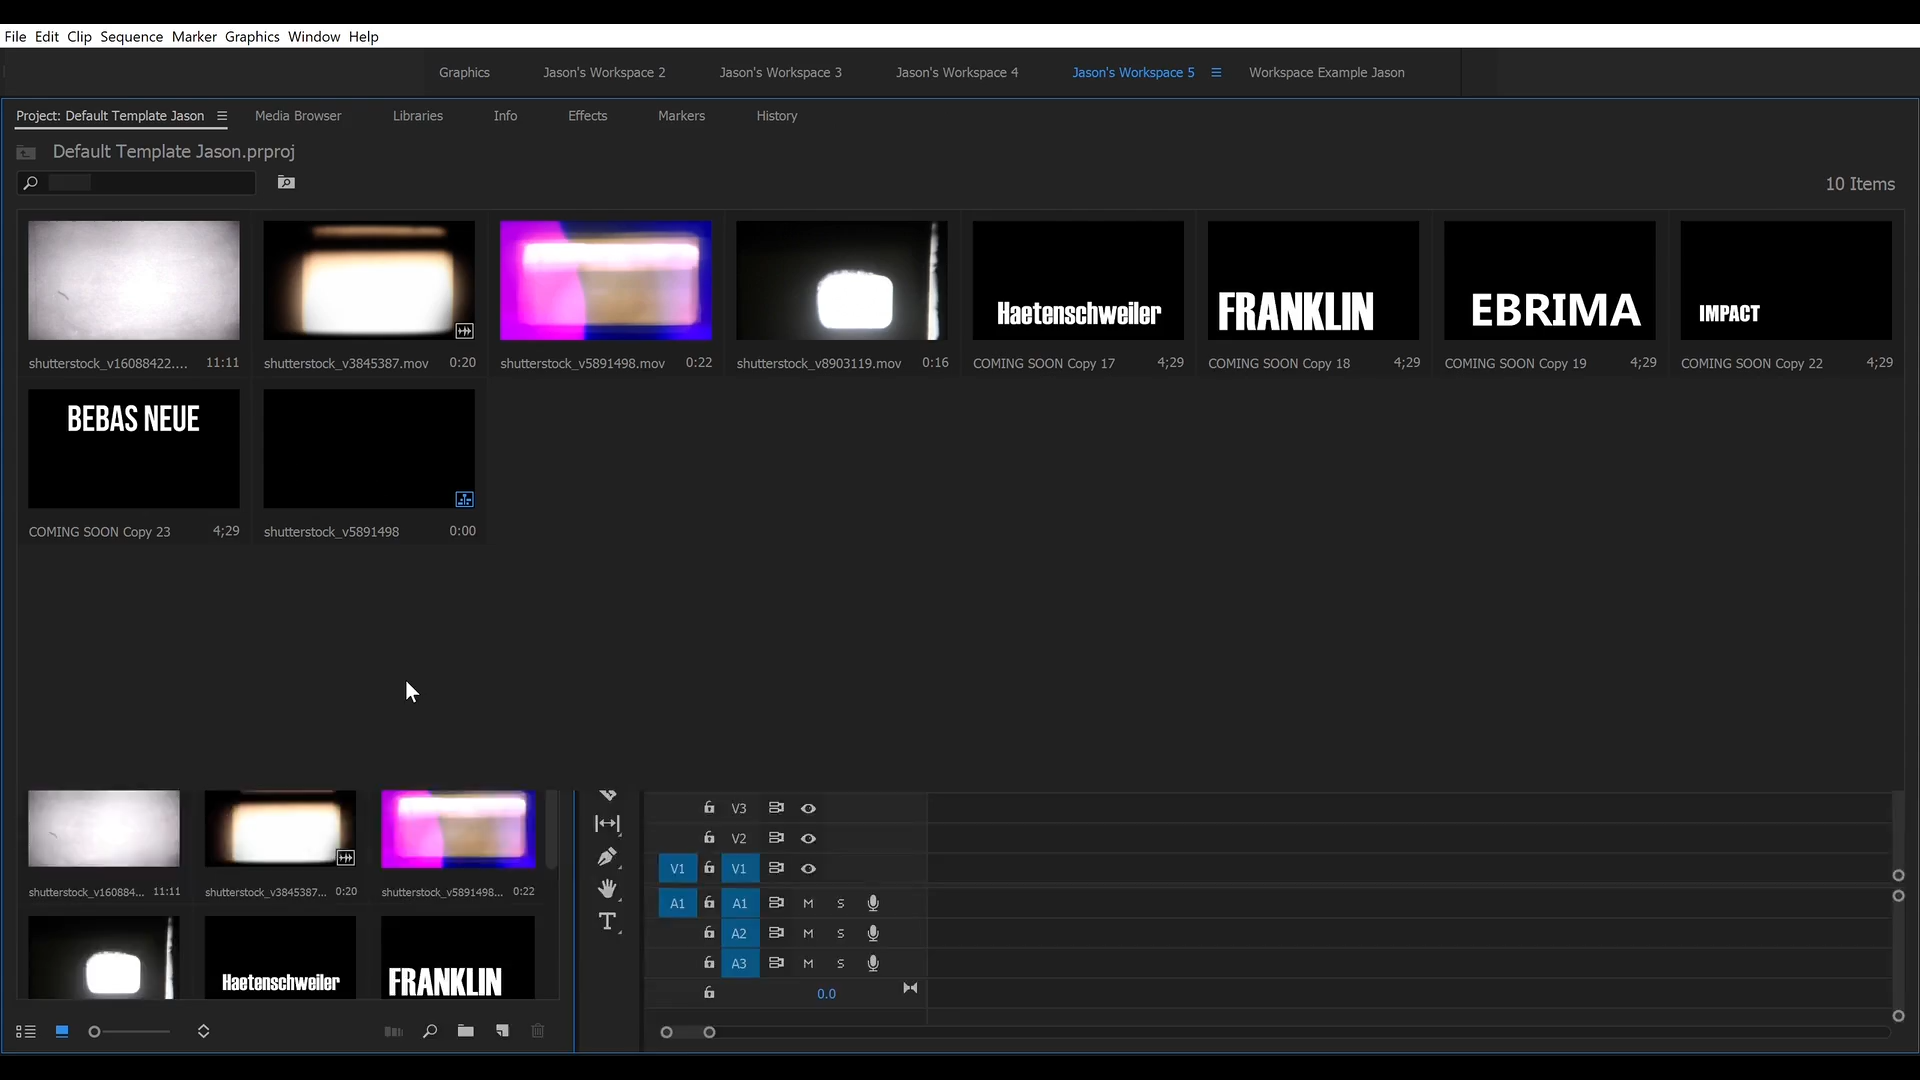 File Edit Clip Sequence Marker Graphics Window Help
Graphics Jason's Workspace 2 Jason's Workspace 3 Jason's Workspace 4 Jason's Workspace 5 Workspace Example Jason
Project: Default Template Jason Media Browser Libraries Info Effects Markers History
Default Template Jason.prproj
10 Items
Haetenschweiler FRANKLIN EBRIMA IMPACT
shutterstock_v16088422.... 11:11 shutterstock_v3845387.mov 0:20 shutterstock_v5891498.mov 0:22 shutterstock_v8903119.mov 0:16 COMING SOON Copy 17 4;29 COMING SOON Copy 18 4;29 COMING SOON Copy 19 4;29 COMING SOON Copy 22 4;29
BEBAS NEUE
COMING SOON Copy 23 4;29 shutterstock_v5891498 0:00
V3
V2
V1 V1
shutterstock_v160884... 11:11 shutterstock_v3845387... 0:20 shutterstock_v5891498... 0:22
A1 A1 M S
A2 M S
A3 M S
Haetenschweiler FRANKLIN
0.0